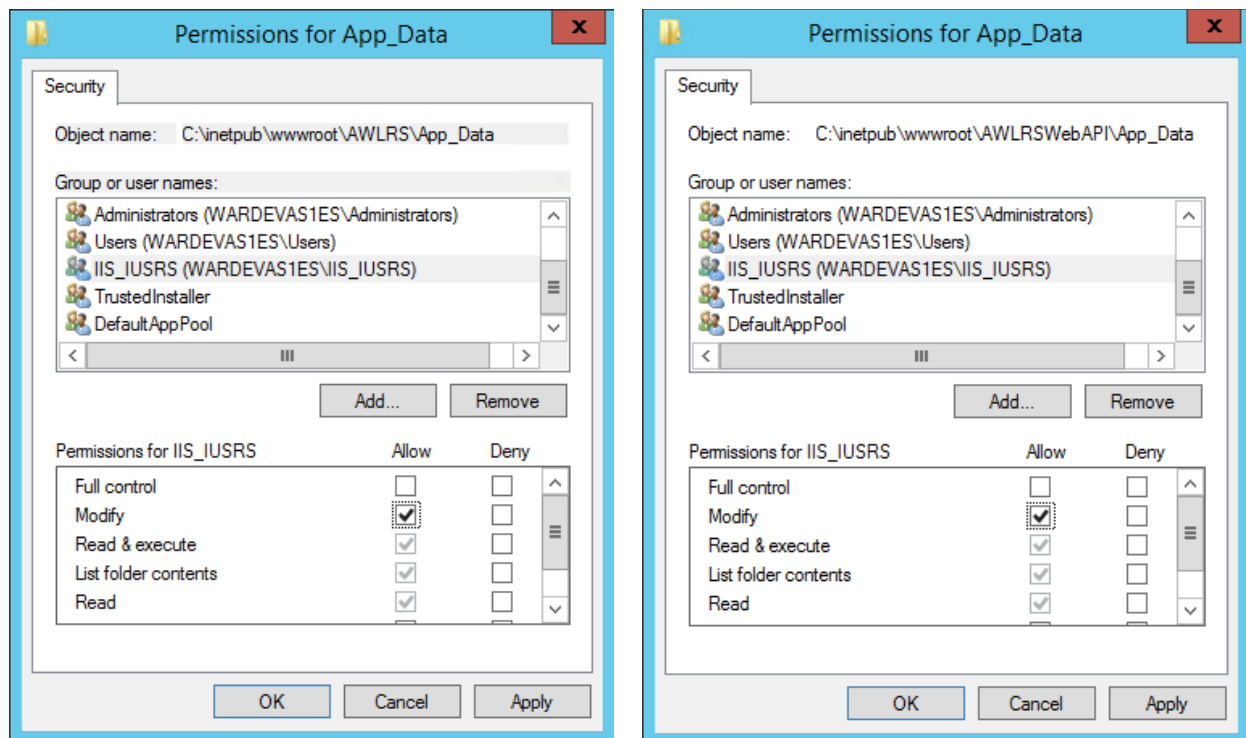 Permissions for App_Data
X
Security
Object name: C:\inetpub\wwwroot\AWLRS\App_Data
Group or user names:
Administrators (WARDEVAS1ES\Administrators)
Users (WARDEVAS1ES\Users)
IIS_IUSRS (WARDEVAS1ES\IIS_IUSRS)
TrustedInstaller
DefaultAppPool
Add...
Remove
Permissions for IIS_IUSRS Allow Deny
Full control
Modify
Read & execute
List folder contents
Read
OK
Cancel
Apply
Permissions for App_Data
X
Security
Object name: C:\inetpub\wwwroot\AWLRSWebAPI\App_Data
Group or user names:
Administrators (WARDEVAS1ES\Administrators)
Users (WARDEVAS1ES\Users)
IIS_IUSRS (WARDEVAS1ES\IIS_IUSRS)
TrustedInstaller
DefaultAppPool
Add...
Remove
Permissions for IIS_IUSRS Allow Deny
Full control
Modify
Read & execute
List folder contents
Read
OK
Cancel
Apply